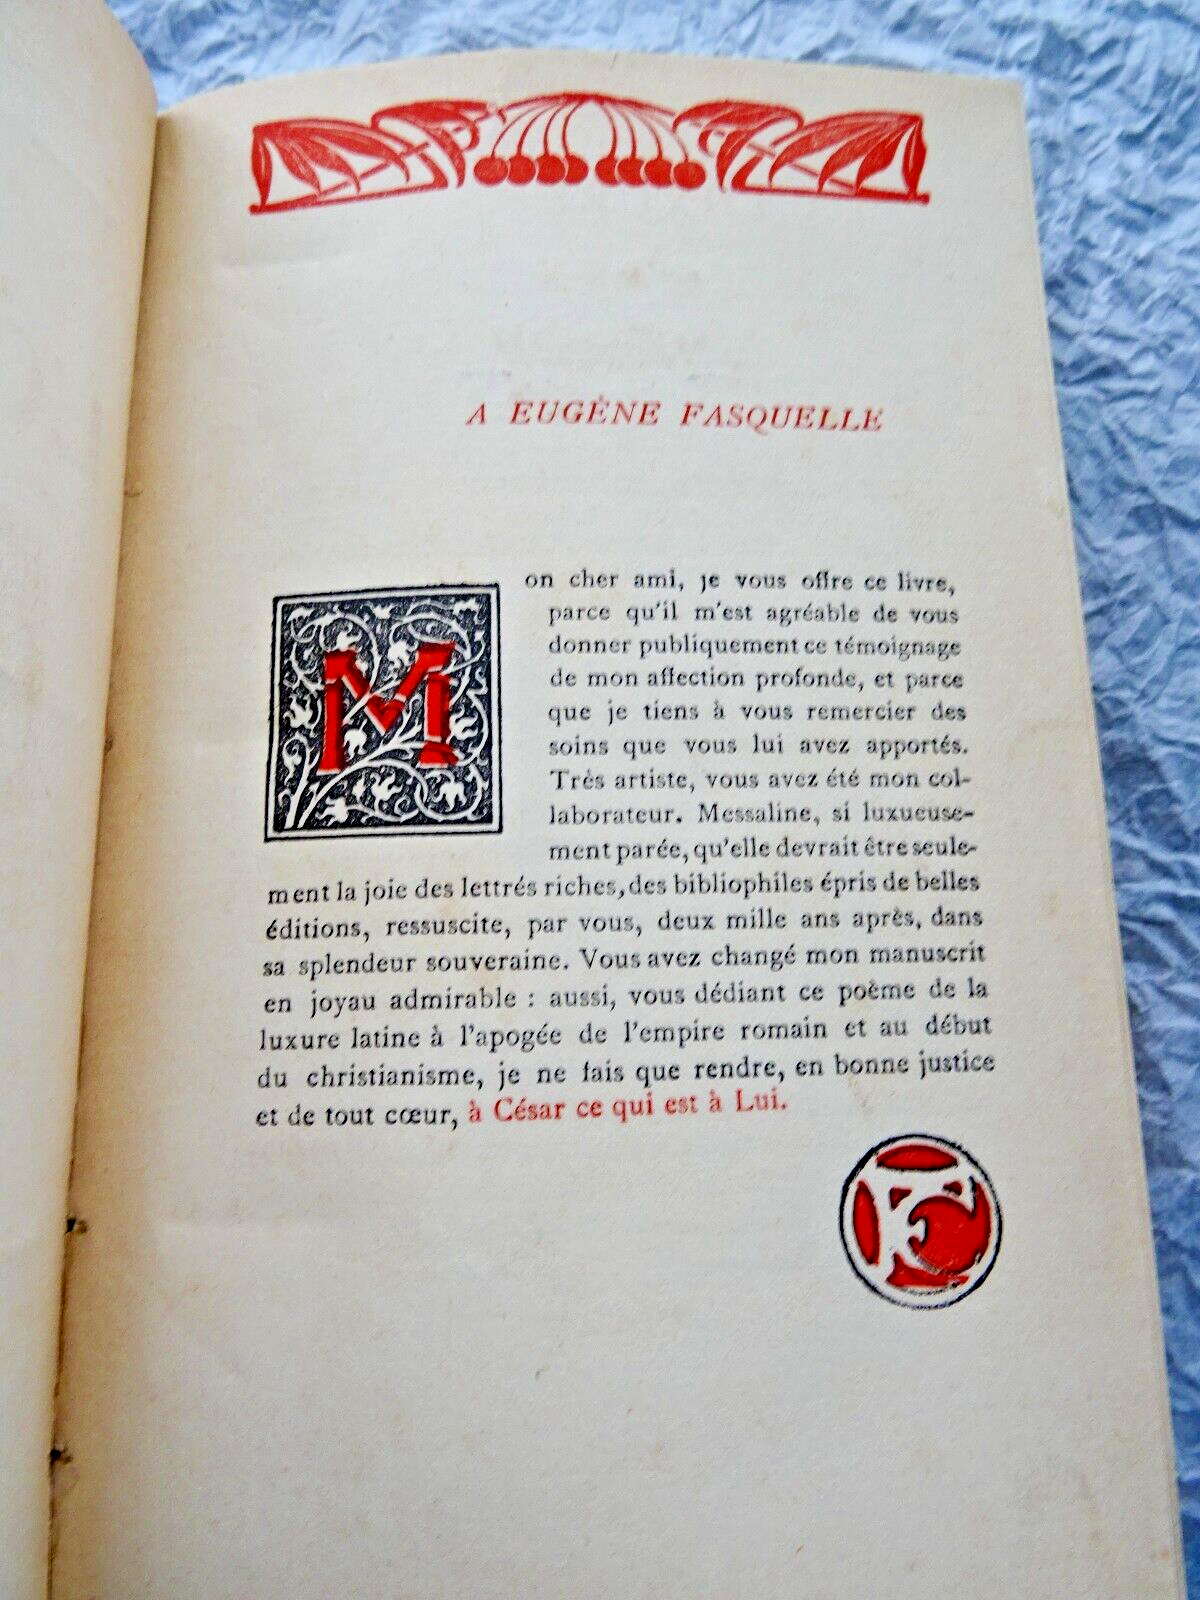 A EUGÈNE FASQUELLE
Mon cher ami, je vous offre ce livre,
parce qu'il m'est agréable de vous
donner publiquement ce témoignage
de mon affection profonde, et parce
que je tiens à vous remercier des
soins que vous lui avez apportés.
Très artiste, vous avez été mon col-
laborateur. Messaline, si luxueuse-
ment parée, qu'elle devrait être seule-
ment la joie des lettrés riches, des bibliophiles épris de belles
éditions, ressuscite, par vous, deux mille ans après, dans
sa splendeur souveraine. Vous avez changé mon manuscrit
en joyau admirable : aussi, vous dédiant ce poème de la
luxure latine à l'apogée de l'empire romain et au début
du christianisme, je ne fais que rendre, en bonne justice
et de tout cœur, à César ce qui est à Lui.